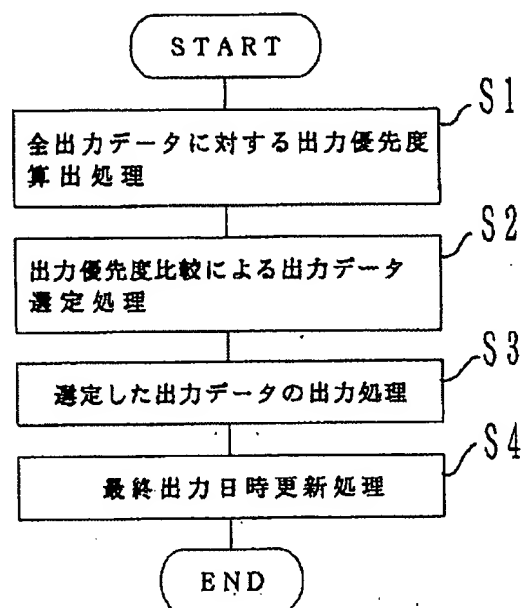 START
S1
全出力データに対する出力優先度
算出処理
S2
出力優先度比較による出力データ
選定処理
S3
選定した出力データの出力処理
S4
最終出力日時更新処理
END